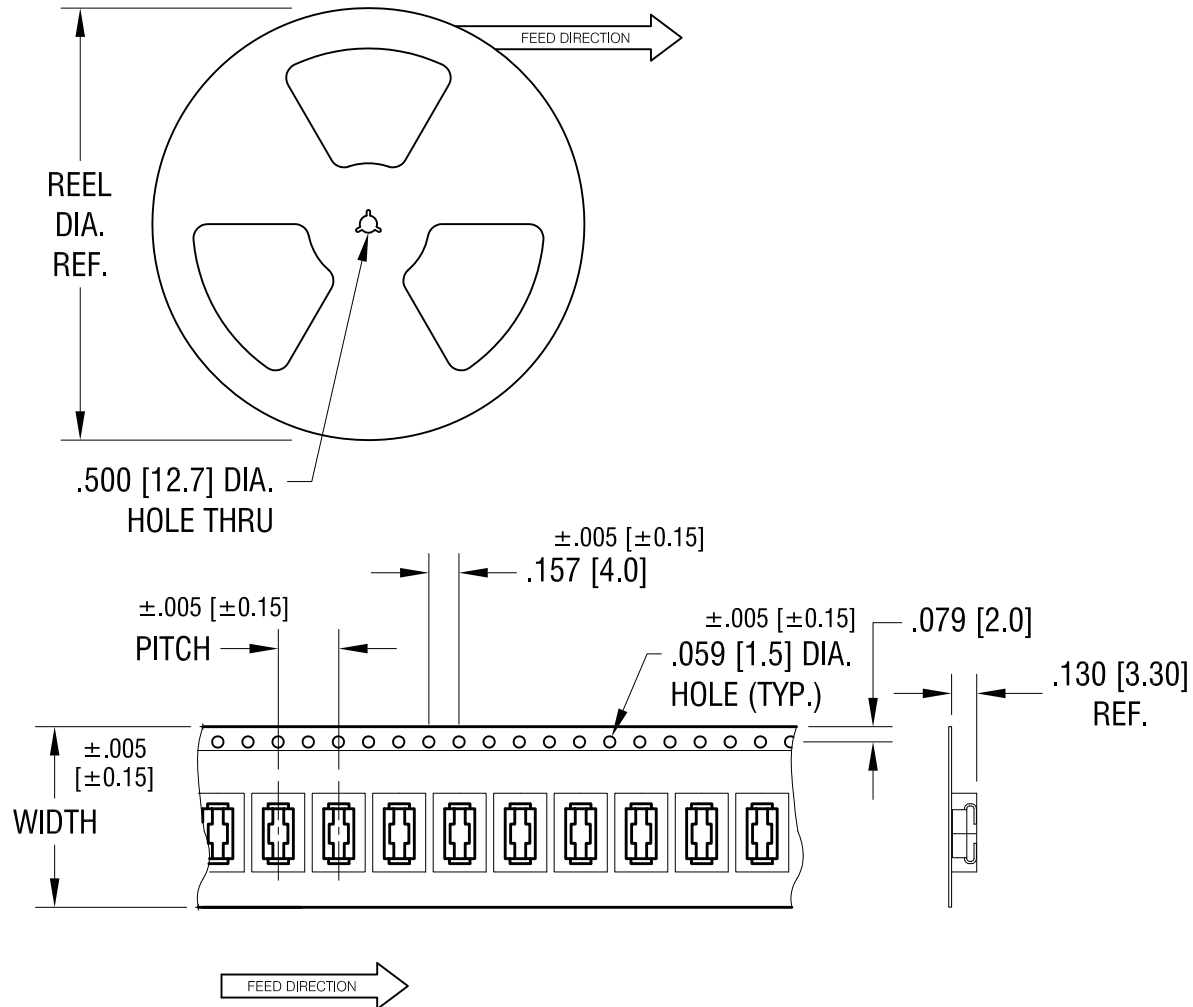 FEED DIRECTION
REEL
DIA.
REF.
.500 [12.7] DIA.
HOLE THRU
±.005 [±0.15]
.157 [4.0]
±.005 [±0.15]
PITCH
±.005 [±0.15]
.059 [1.5] DIA.
HOLE (TYP.)
.079 [2.0]
.130 [3.30]
REF.
±.005
[±0.15]
WIDTH
FEED DIRECTION